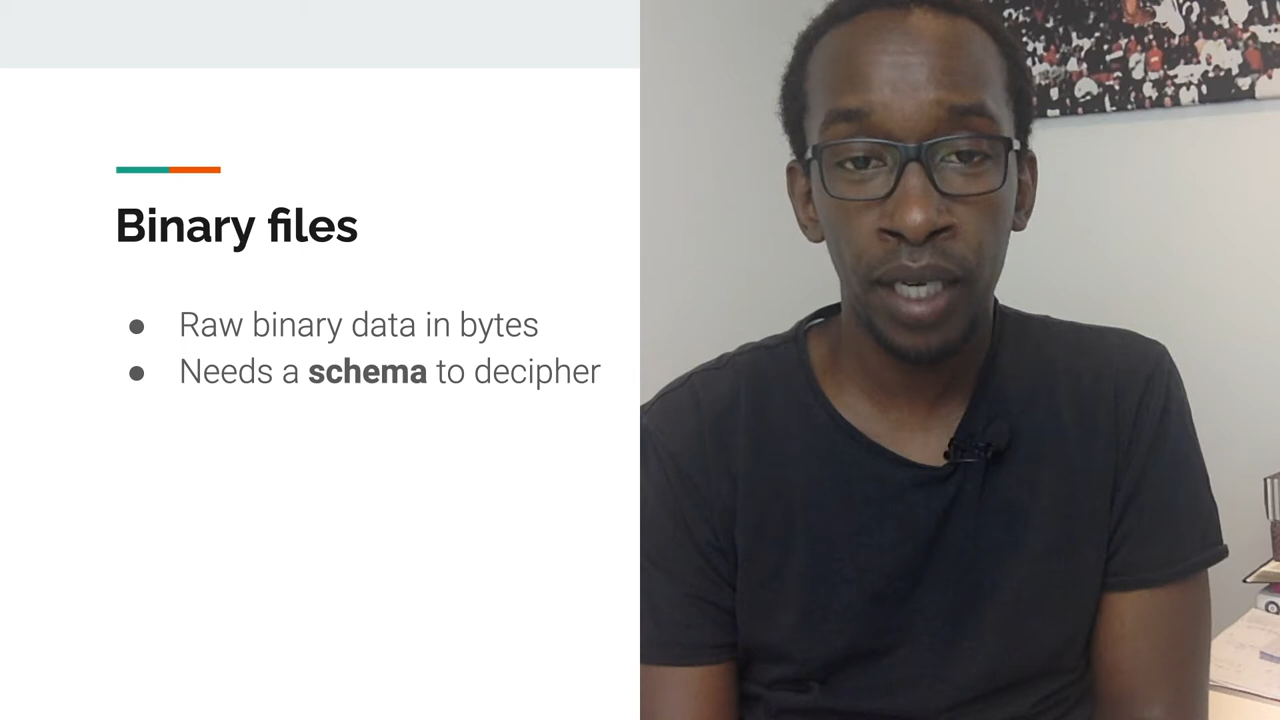 Binary files
● Raw binary data in bytes
● Needs a schema to decipher